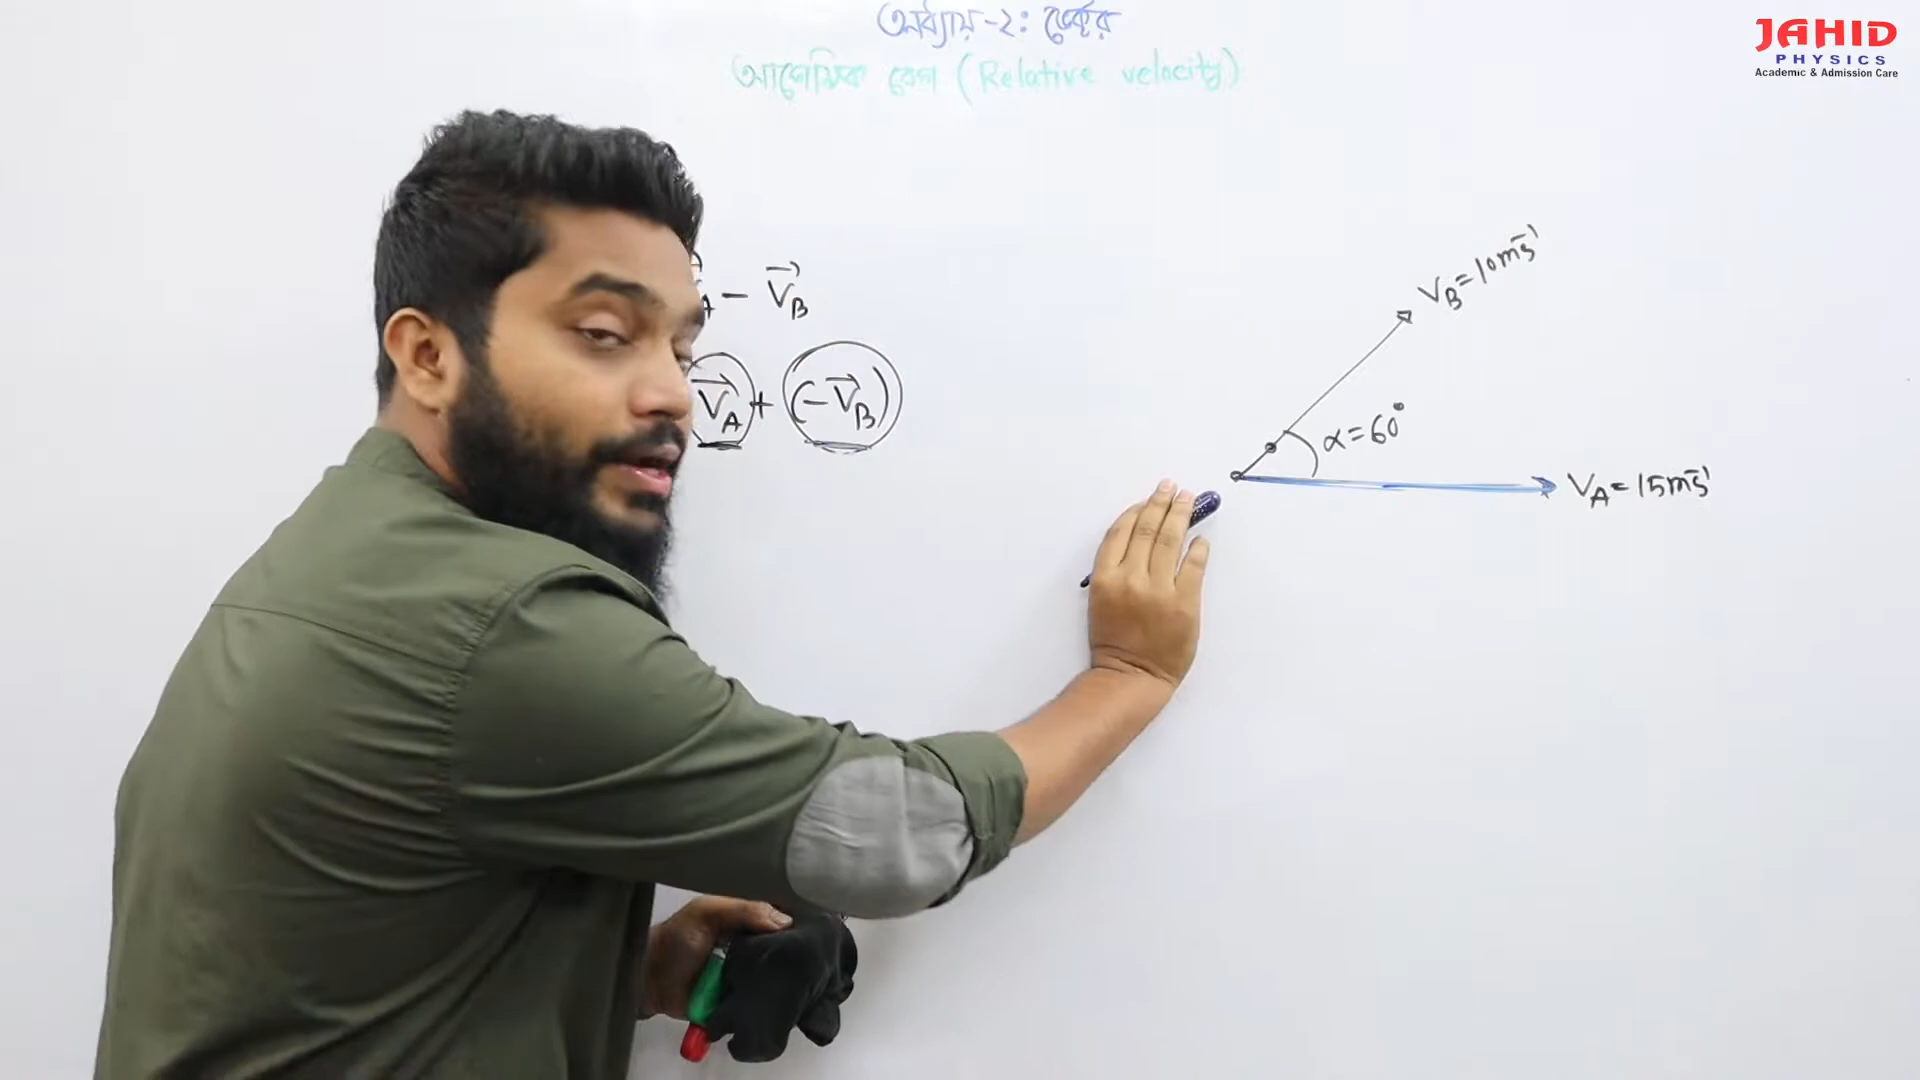 অধ্যায়-২: ভেক্টর
আপেক্ষিক বেগ (Relative velocity)
JAHID
PHYSICS
Academic & Admission Care
A - V⃗B
V⃗A + (-V⃗B)
VB = 10ms⁻¹
α = 60°
VA = 15ms⁻¹